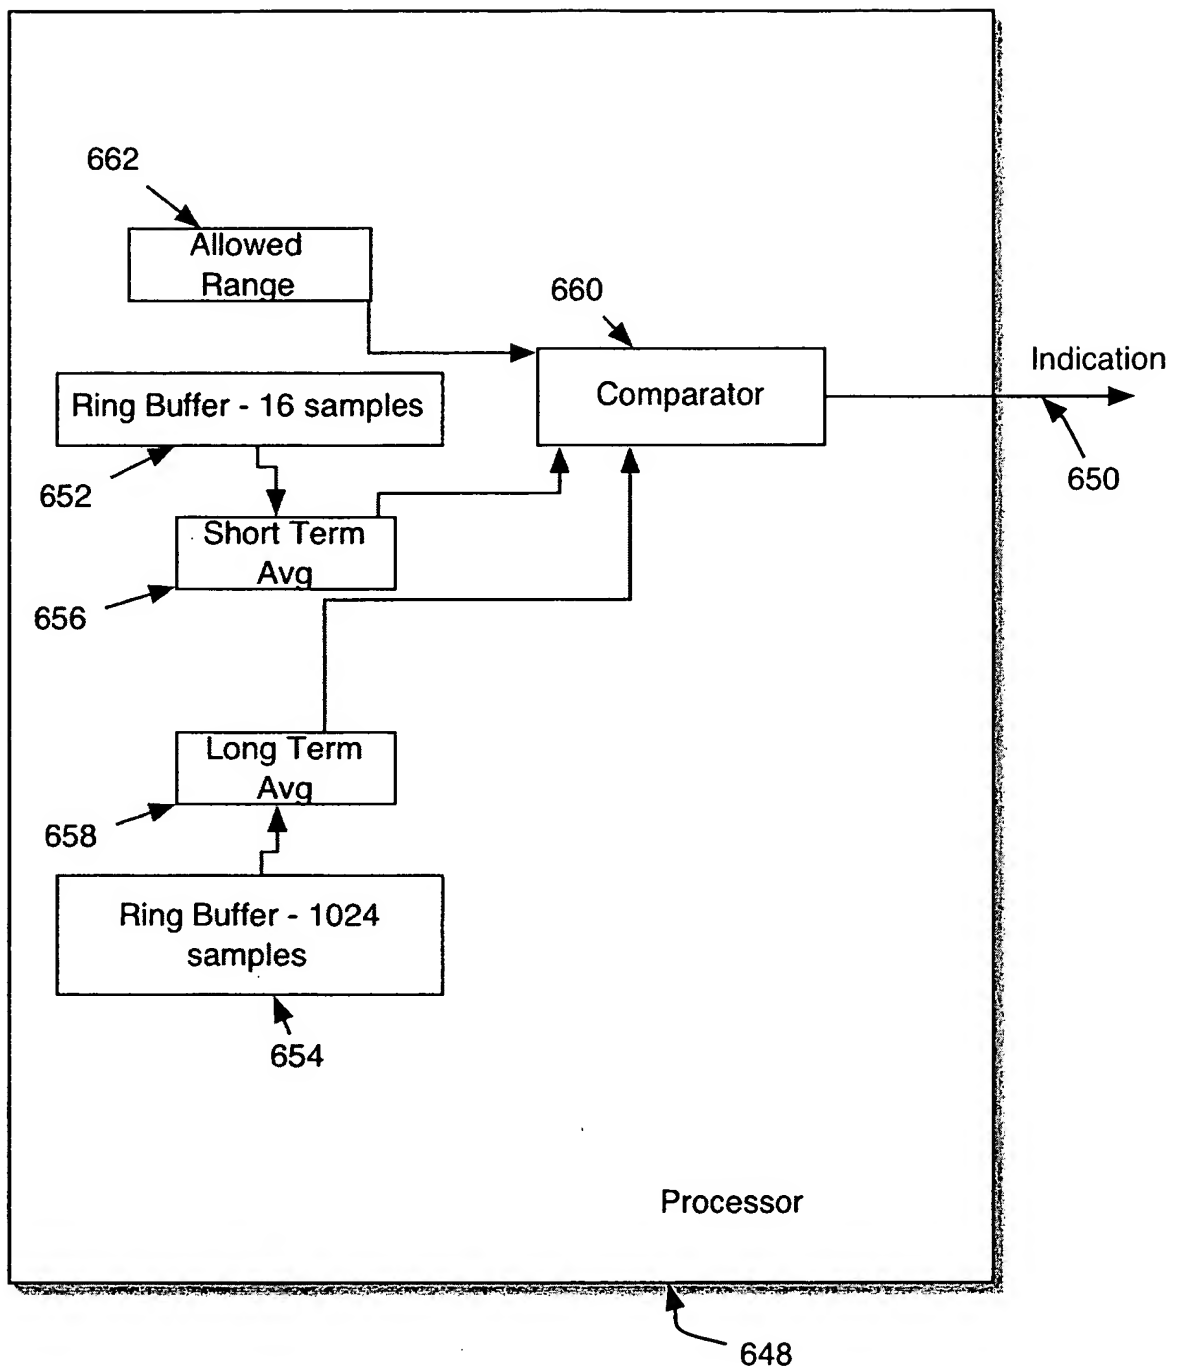 662
Allowed
Range
660
Comparator
Indication
650
Ring Buffer - 16 samples
652
Short Term
Avg
656
Long Term
Avg
658
Ring Buffer - 1024
samples
654
Processor
648